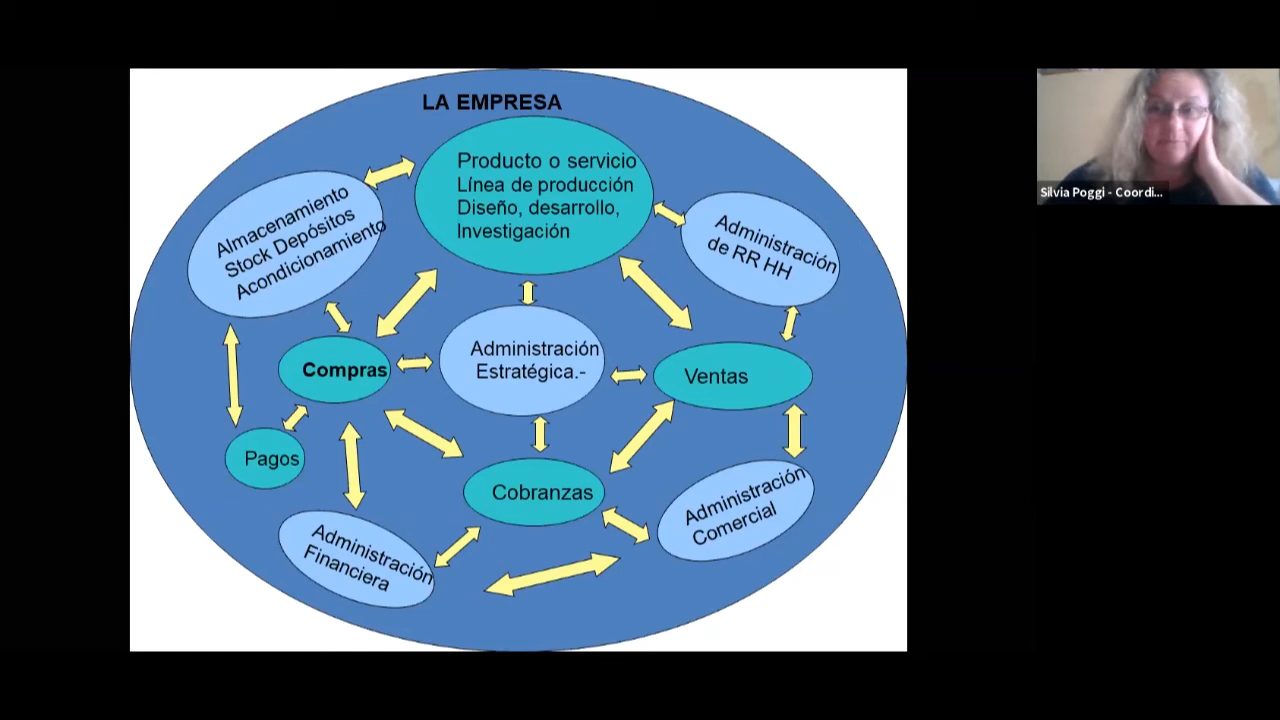 LA EMPRESA
Producto o servicio
Línea de producción
Diseño, desarrollo,
Investigación
Almacenamiento
Stock Depósitos
Acondicionamiento
Administración
de RR HH
Administración
Estratégica.-
Compras
Ventas
Pagos
Cobranzas
Administración
Comercial
Administración
Financiera
Silvia Poggi - Coordi...